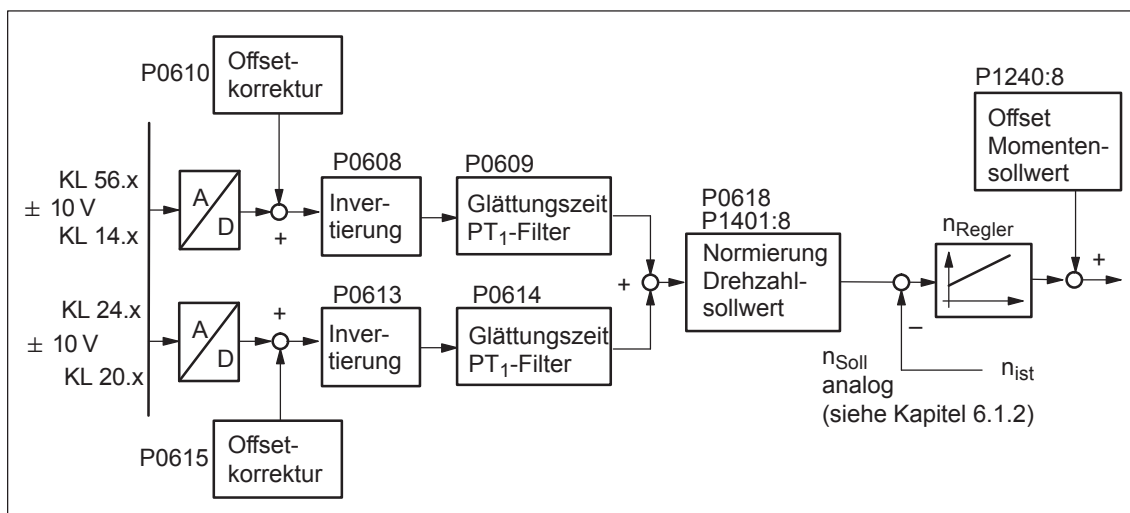 P0610
Offset-
korrektur
P1240:8
Offset
Momenten-
sollwert
KL 56.x
± 10 V
KL 14.x
A
D
+
P0608
Inver-
tierung
P0609
Glättungszeit
PT1-Filter
P0618
P1401:8
Normierung
Drehzahl-
sollwert
nRegler
+
+
KL 24.x
± 10 V
KL 20.x
A
D
+
P0613
Inver-
tierung
P0614
Glättungszeit
PT1-Filter
–
nSoll
analog
(siehe Kapitel 6.1.2)
nist
P0615
Offset-
korrektur